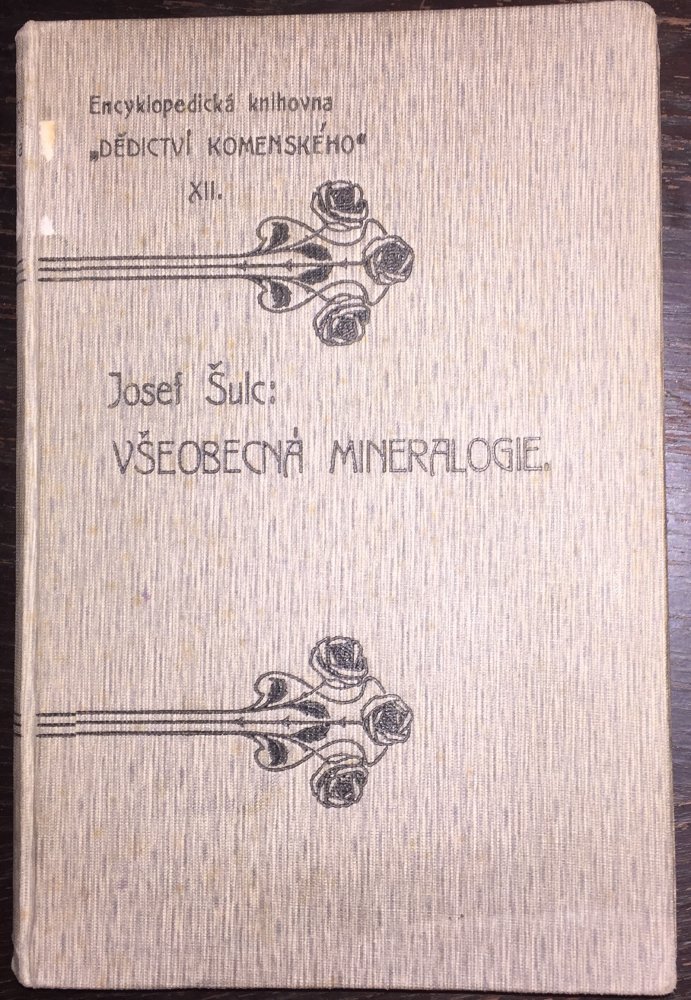 Encyklopedická knihovna
„DĚDICTVÍ KOMENSKÉHO“
XII.
Josef Šulc:
VŠEOBECNÁ MINERALOGIE.